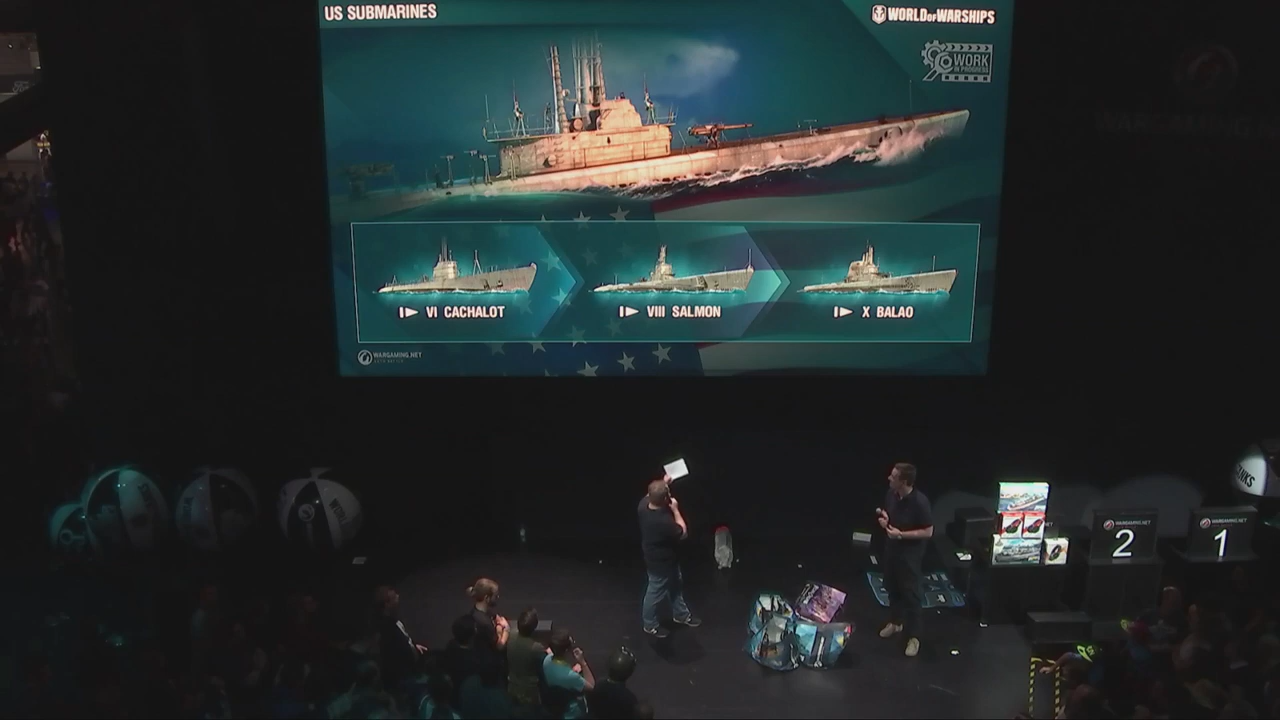 US SUBMARINES
WORLD OF WARSHIPS
WORK
IN PROGRESS
VI CACHALOT
VIII SALMON
X BALAO
WARGAMING.NET
WARGAMING.NET
2
WARGAMING.NET
1